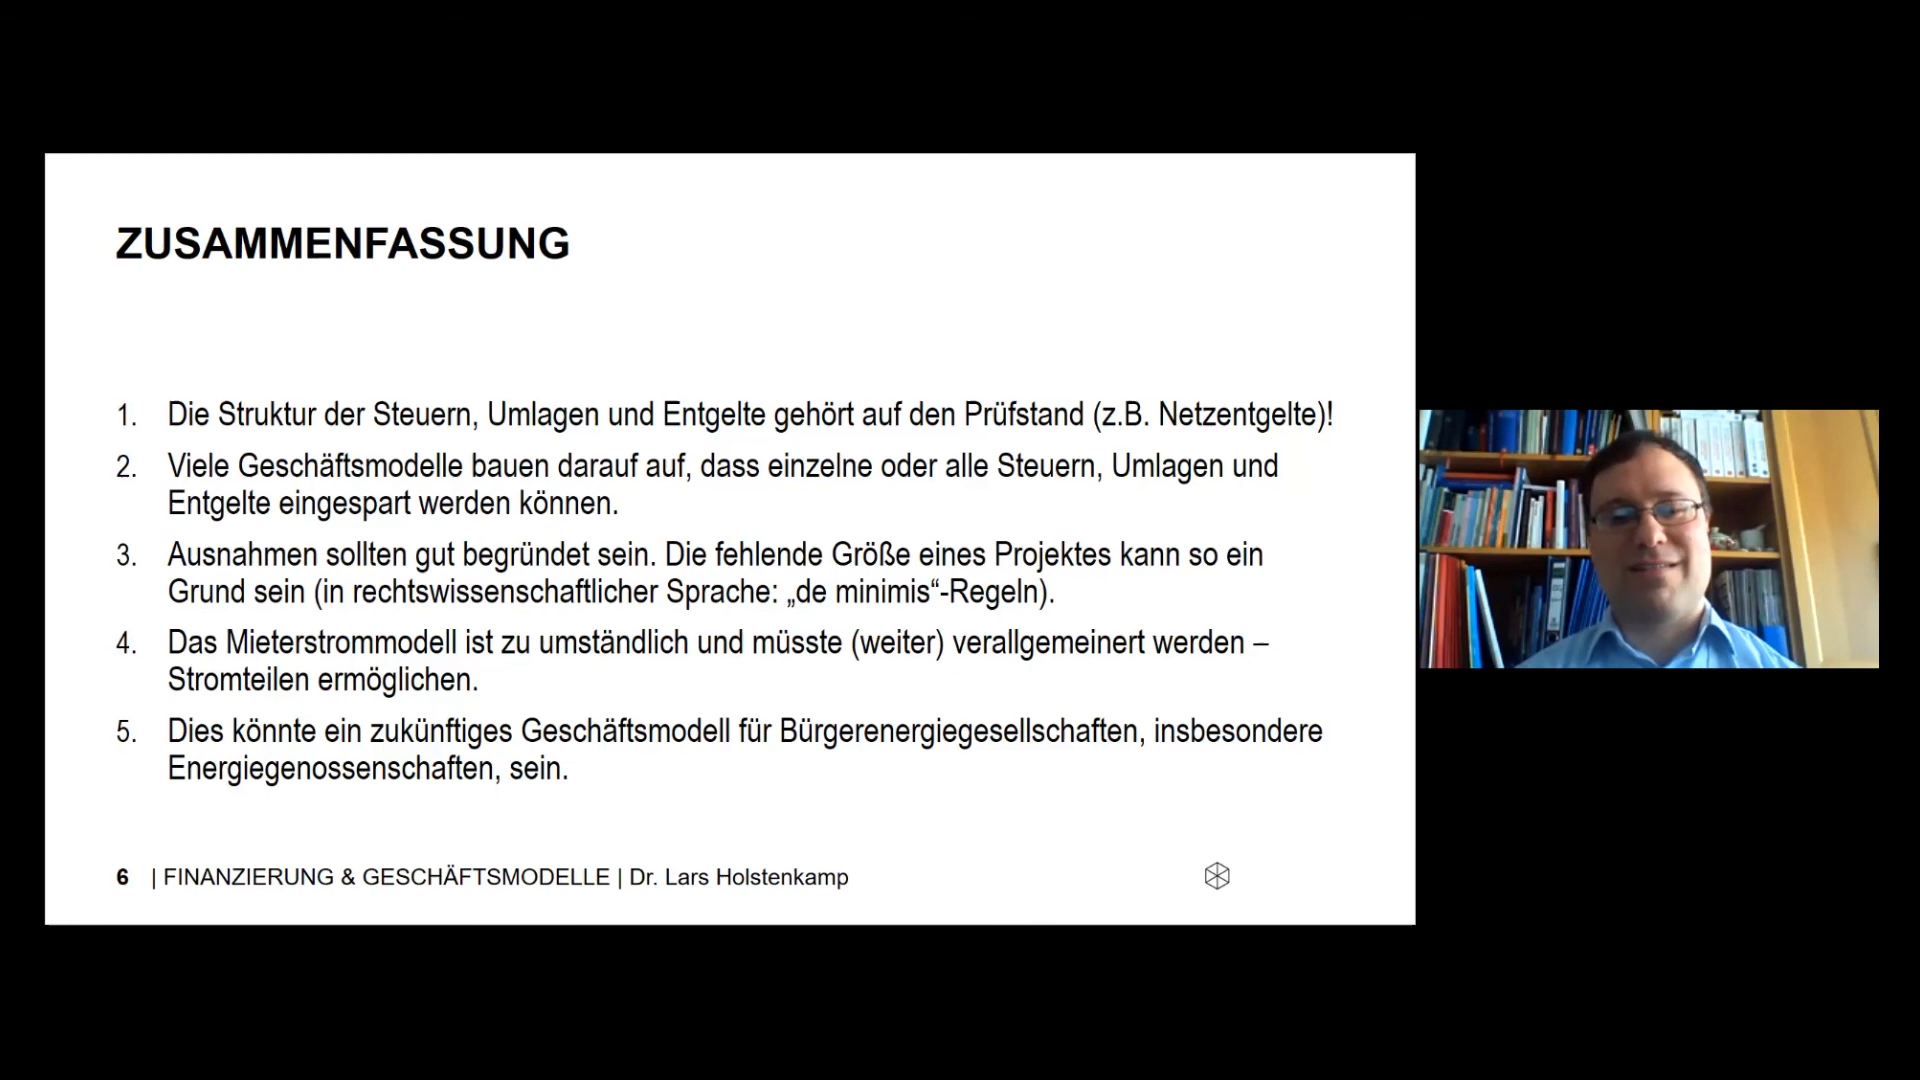 ZUSAMMENFASSUNG
1. Die Struktur der Steuern, Umlagen und Entgelte gehört auf den Prüfstand (z.B. Netzentgelte)!
2. Viele Geschäftsmodelle bauen darauf auf, dass einzelne oder alle Steuern, Umlagen und
Entgelte eingespart werden können.
3. Ausnahmen sollten gut begründet sein. Die fehlende Größe eines Projektes kann so ein
Grund sein (in rechtswissenschaftlicher Sprache: „de minimis“-Regeln).
4. Das Mieterstrommodell ist zu umständlich und müsste (weiter) verallgemeinert werden –
Stromteilen ermöglichen.
5. Dies könnte ein zukünftiges Geschäftsmodell für Bürgerenergiegesellschaften, insbesondere
Energiegenossenschaften, sein.
6 | FINANZIERUNG & GESCHÄFTSMODELLE | Dr. Lars Holstenkamp